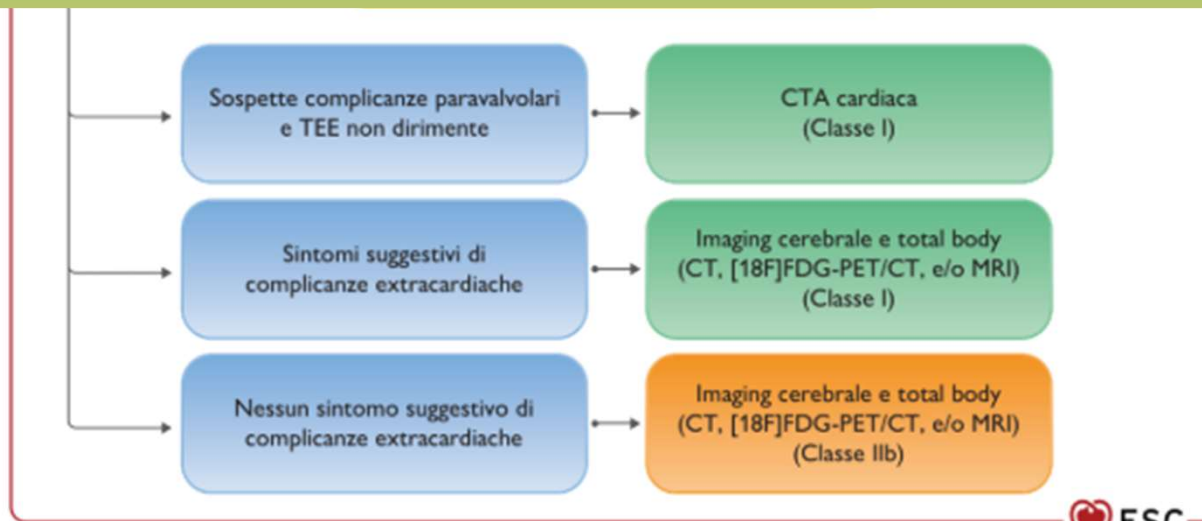 Sospette complicanze paravalvolari
e TEE non dirimente
CTA cardiaca
(Classe I)
Sintomi suggestivi di
complicanze extracardiache
Imaging cerebrale e total body
(CT, [18F]FDG-PET/CT, e/o MRI)
(Classe I)
Nessun sintomo suggestivo di
complicanze extracardiache
Imaging cerebrale e total body
(CT, [18F]FDG-PET/CT, e/o MRI)
(Classe IIb)
ESC